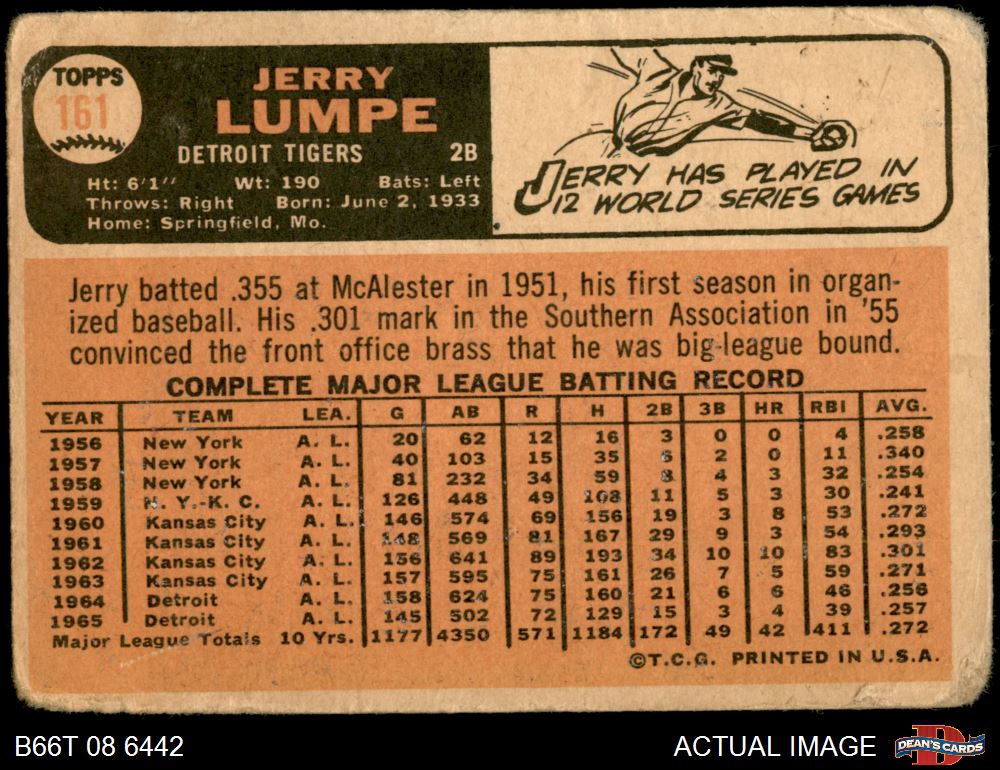 TOPPS
161
JERRY
LUMPE
DETROIT TIGERS 2B
Ht: 6'1" Wt: 190 Bats: Left
Throws: Right Born: June 2, 1933
Home: Springfield, Mo.
JERRY HAS PLAYED IN
12 WORLD SERIES GAMES
Jerry batted .355 at McAlester in 1951, his first season in organ-
ized baseball. His .301 mark in the Southern Association in '55
convinced the front office brass that he was big-league bound.
COMPLETE MAJOR LEAGUE BATTING RECORD
YEAR TEAM LEA. G AB R H 2B 3B HR RBI AVG.
1956 New York A. L. 20 62 12 16 3 0 0 4 .258
1957 New York A. L. 40 103 15 35 6 2 0 11 .340
1958 New York A. L. 81 232 34 59 8 4 3 32 .254
1959 N. Y.-K. C. A. L. 126 448 49 108 11 5 3 30 .241
1960 Kansas City A. L. 146 574 69 156 19 3 8 53 .272
1961 Kansas City A. L. 148 569 81 167 29 9 3 54 .293
1962 Kansas City A. L. 156 641 89 193 34 10 10 83 .301
1963 Kansas City A. L. 157 595 75 161 26 7 5 59 .271
1964 Detroit A. L. 158 624 75 160 21 6 6 46 .256
1965 Detroit A. L. 145 502 72 129 15 3 4 39 .257
Major League Totals 10 Yrs. 1177 4350 571 1184 172 49 42 411 .272
©T.C.G. PRINTED IN U.S.A.
B66T 08 6442 ACTUAL IMAGE
DEAN'S CARDS